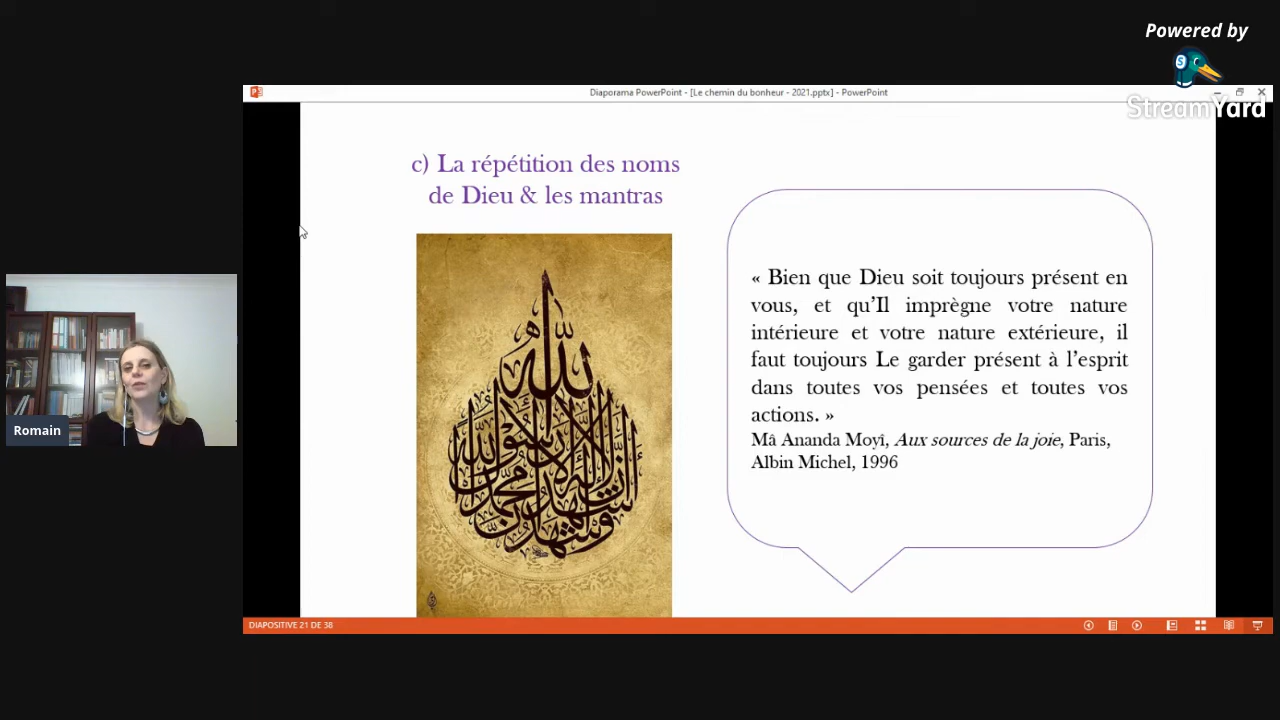 Powered by
StreamYard
Diaporama PowerPoint - [Le chemin du bonheur - 2021.pptx] - PowerPoint
c) La répétition des noms
de Dieu & les mantras
« Bien que Dieu soit toujours présent en
vous, et qu’Il imprègne votre nature
intérieure et votre nature extérieure, il
faut toujours Le garder présent à l’esprit
dans toutes vos pensées et toutes vos
actions. »
Mâ Ananda Moyî, Aux sources de la joie, Paris,
Albin Michel, 1996
Romain
DIAPOSITIVE 21 DE 38